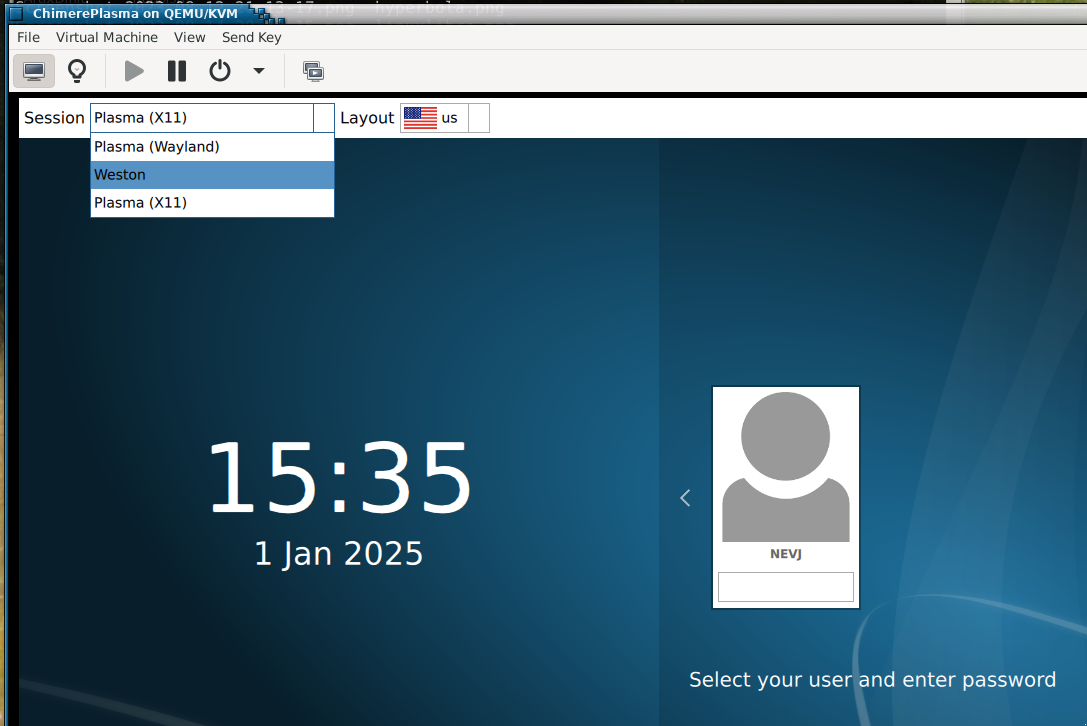 ChimerePlasma on QEMU/KVM
File Virtual Machine View Send Key
Session Plasma (X11) Layout us
Plasma (Wayland)
Weston
Plasma (X11)
15:35
1 Jan 2025
NEVJ
Select your user and enter password